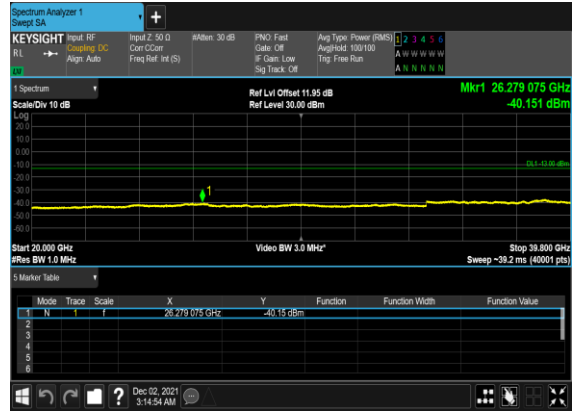 Spectrum Analyzer 1
Swept SA
+
KEYSIGHT Input: RF Input Z: 50 Ω #Atten: 30 dB PNO: Fast Avg Type: Power (RMS) 1 2 3 4 5 6
RL Coupling: DC Corr CCorr Gate: Off Avg|Hold: 100/100 A W W W W W
Align: Auto Freq Ref: Int (S) IF Gain: Low Trig: Free Run
Sig Track: Off A N N N N N
1 Spectrum Ref Lvl Offset 11.95 dB Mkr1 26.279 075 GHz
Scale/Div 10 dB Ref Level 30.00 dBm -40.151 dBm
Log
20.0
10.0
0.00
-10.0 DL1 -13.00 dBm
-20.0
-30.0
1
-40.0
-50.0
-60.0
Start 20.000 GHz Video BW 3.0 MHz* Stop 39.800 GHz
#Res BW 1.0 MHz Sweep ~39.2 ms (40001 pts)
5 Marker Table
Mode Trace Scale X Y Function Function Width Function Value
1 N 1 f 26.279 075 GHz -40.15 dBm
2
3
4
5
6
? Dec 02, 2021
3:14:54 AM